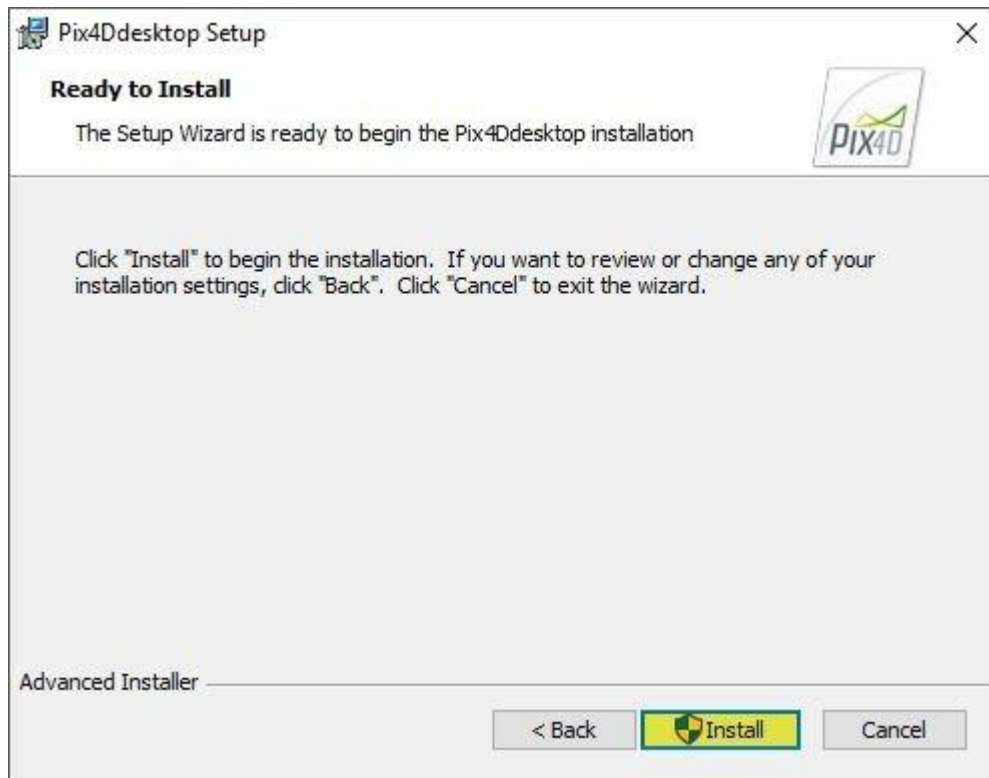 Pix4Ddesktop Setup
Ready to Install
The Setup Wizard is ready to begin the Pix4Ddesktop installation
PIX4D
Click "Install" to begin the installation. If you want to review or change any of your
installation settings, click "Back". Click "Cancel" to exit the wizard.
Advanced Installer
< Back Install Cancel